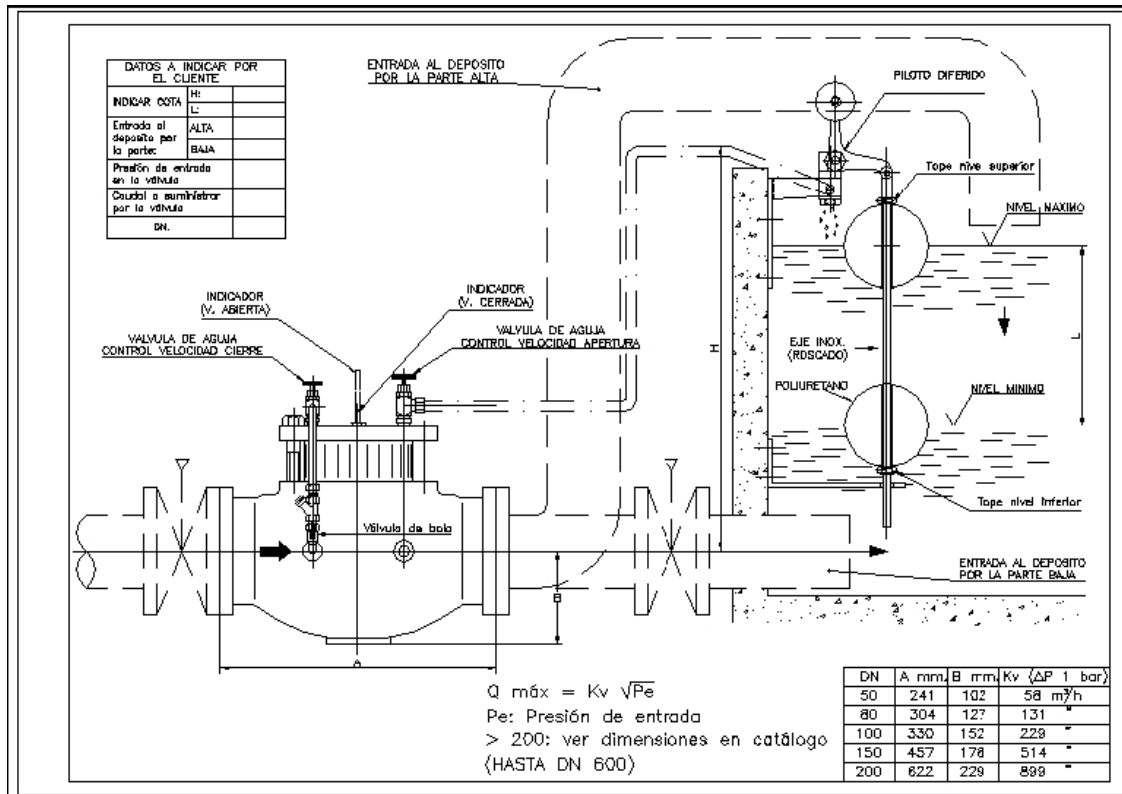 DATOS A INDICAR POR
EL CLIENTE
INDICAR COTA
H:
L:
Entrada al
deposito por
la parte:
ALTA
BAJA
Presión de entrada
en la válvula
Caudal a suministrar
por la válvula
DN.
ENTRADA AL DEPOSITO
POR LA PARTE ALTA
PILOTO DIFERIDO
Tope nive superior
NIVEL MAXIMO
INDICADOR
(V. ABIERTA)
INDICADOR
(V. CERRADA)
VALVULA DE AGUJA
CONTROL VELOCIDAD CIERRE
VALVULA DE AGUJA
CONTROL VELOCIDAD APERTURA
H
L
EJE INOX.
(ROSCADO)
POLIURETANO
NIVEL MINIMO
Tope nivel Inferior
Válvula de bola
ENTRADA AL DEPOSITO
POR LA PARTE BAJA
B
A
Q máx = Kv √Pe
Pe: Presión de entrada
> 200: ver dimensiones en catálogo
(HASTA DN 600)
DN A mm. B mm. Kv (ΔP 1 bar)
50 241 102 58 m³/h
80 304 127 131 "
100 330 152 229 "
150 457 178 514 "
200 622 229 899 "